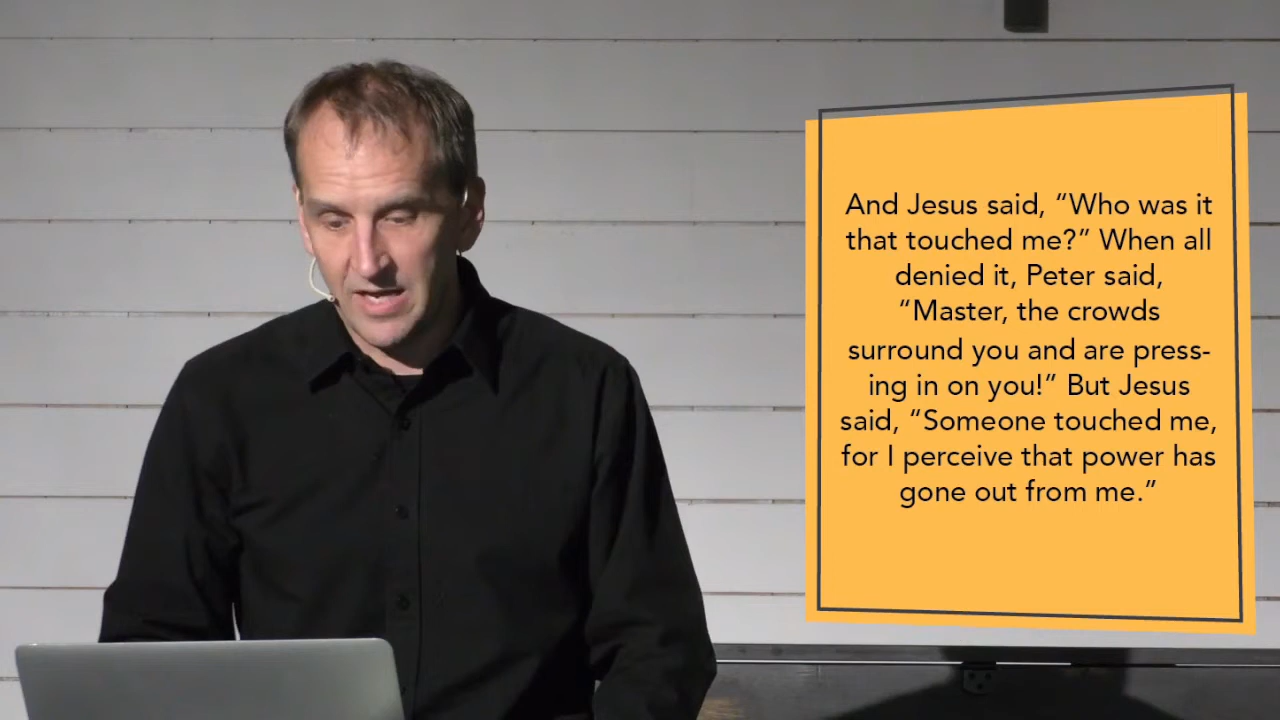 And Jesus said, “Who was it
that touched me?” When all
denied it, Peter said,
“Master, the crowds
surround you and are press-
ing in on you!” But Jesus
said, “Someone touched me,
for I perceive that power has
gone out from me.”